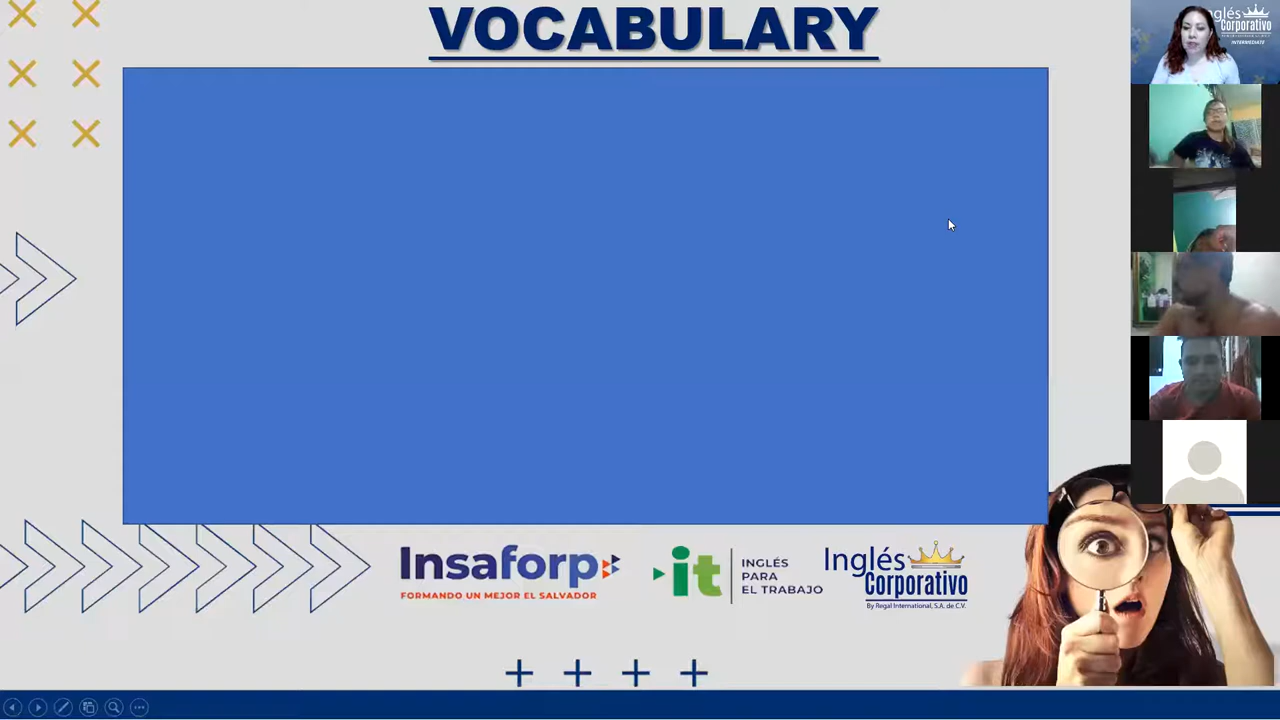 VOCABULARY
Inglés
Corporativo
INTERMEDIATE
Insaforp
FORMANDO UN MEJOR EL SALVADOR
it
INGLÉS
PARA
EL TRABAJO
Inglés
Corporativo
By Regal International, S.A. de C.V.